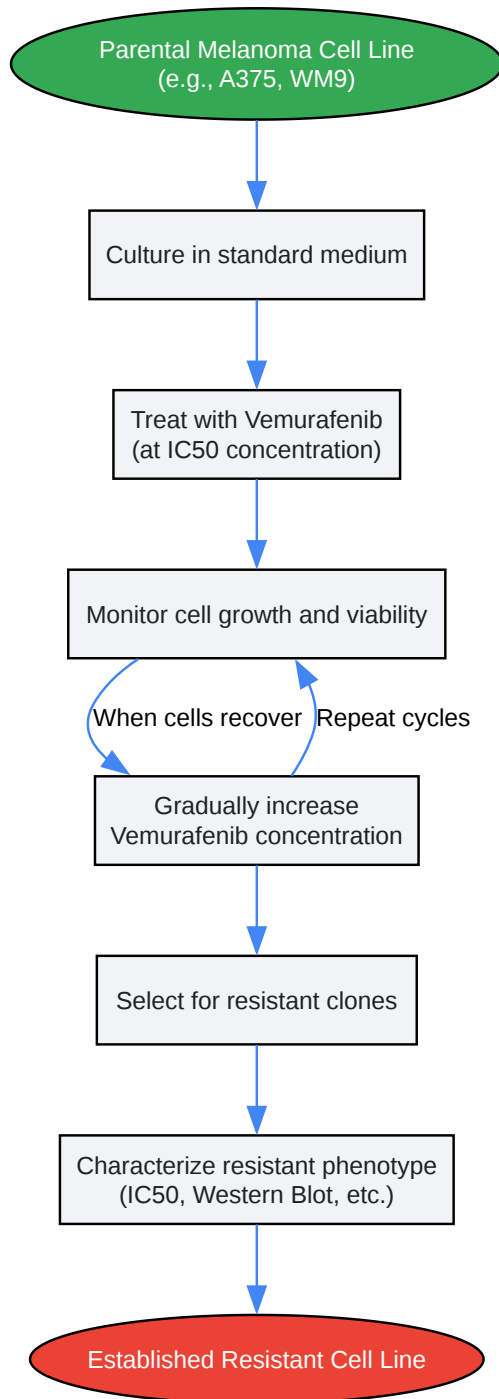 Parental Melanoma Cell Line
(e.g., A375, WM9)
Culture in standard medium
Treat with Vemurafenib
(at IC50 concentration)
Monitor cell growth and viability
When cells recover
Repeat cycles
Gradually increase
Vemurafenib concentration
Select for resistant clones
Characterize resistant phenotype
(IC50, Western Blot, etc.)
Established Resistant Cell Line